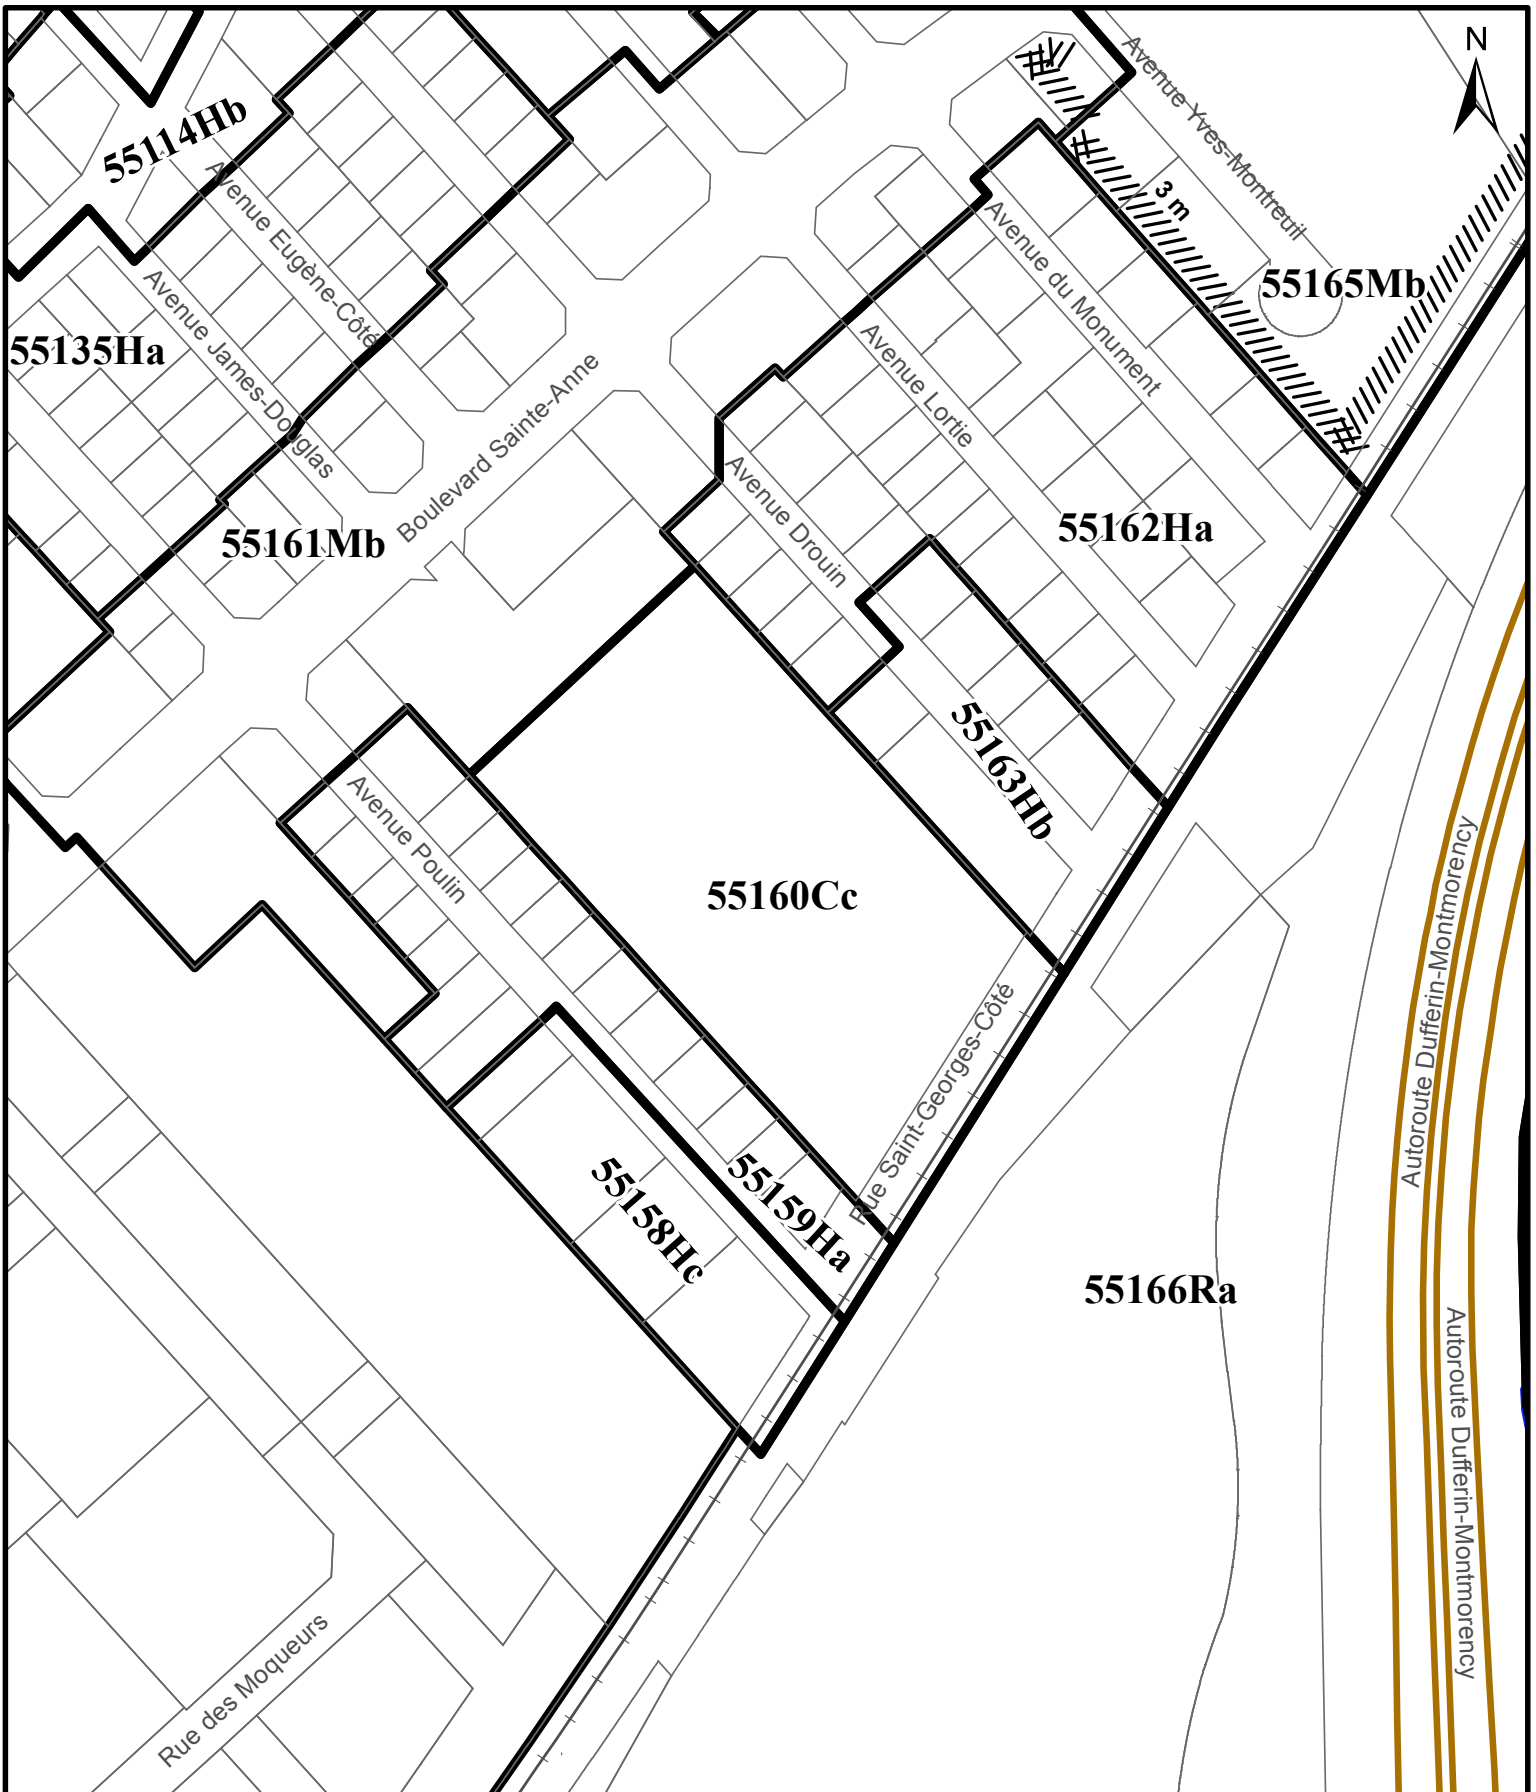 N
Avenue Yves-Montreuil
55114Hb
Avenue Eugène-Côté
3 m
Avenue du Monument
55165Mb
55135Ha
Avenue James-Douglas
Avenue Lortie
Boulevard Sainte-Anne
Avenue Drouin
55162Ha
55161Mb
55163Hb
Avenue Poulin
55160Cc
Autoroute Dufferin-Montmorency
Rue Saint-Georges-Côté
55159Ha
55158Hc
55166Ra
Autoroute Dufferin-Montmorency
Rue des Moqueurs